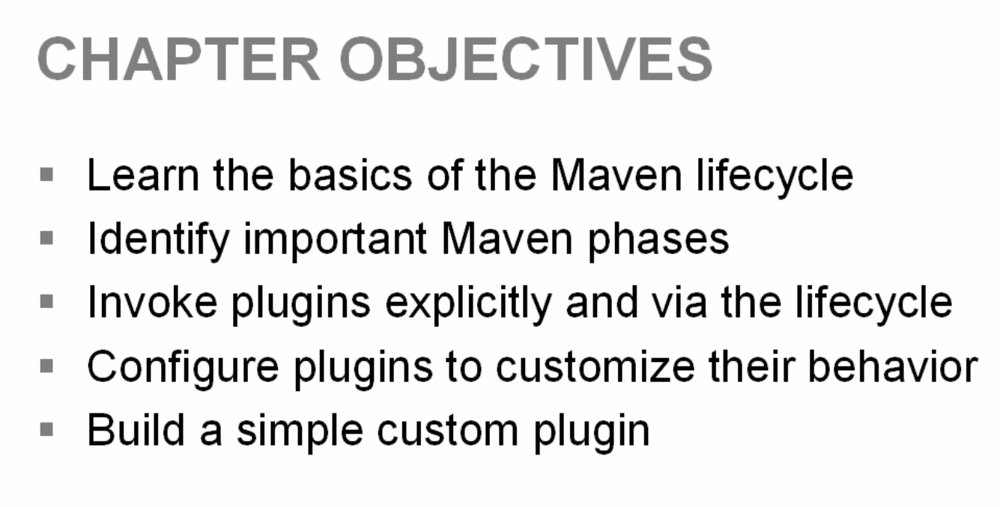 CHAPTER OBJECTIVES
▪ Learn the basics of the Maven lifecycle
▪ Identify important Maven phases
▪ Invoke plugins explicitly and via the lifecycle
▪ Configure plugins to customize their behavior
▪ Build a simple custom plugin